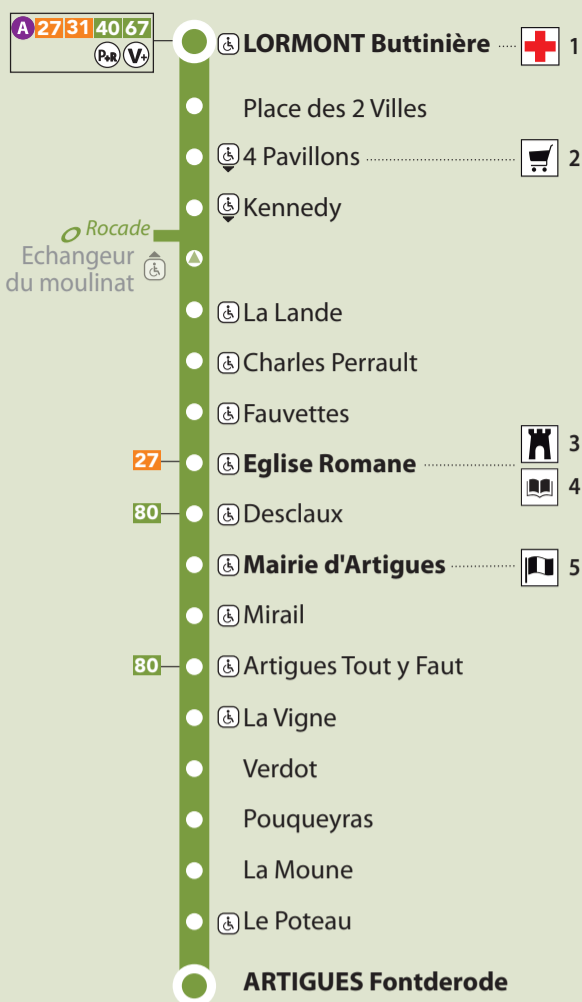 A 27 31 40 67
P+R V+
LORMONT Buttinière 1
Place des 2 Villes
4 Pavillons 2
Kennedy
Rocade
Echangeur
du moulinat
La Lande
Charles Perrault
Fauvettes
3
27 Eglise Romane
4
80 Desclaux
Mairie d'Artigues 5
Mirail
80 Artigues Tout y Faut
La Vigne
Verdot
Pouqueyras
La Moune
Le Poteau
ARTIGUES Fontderode